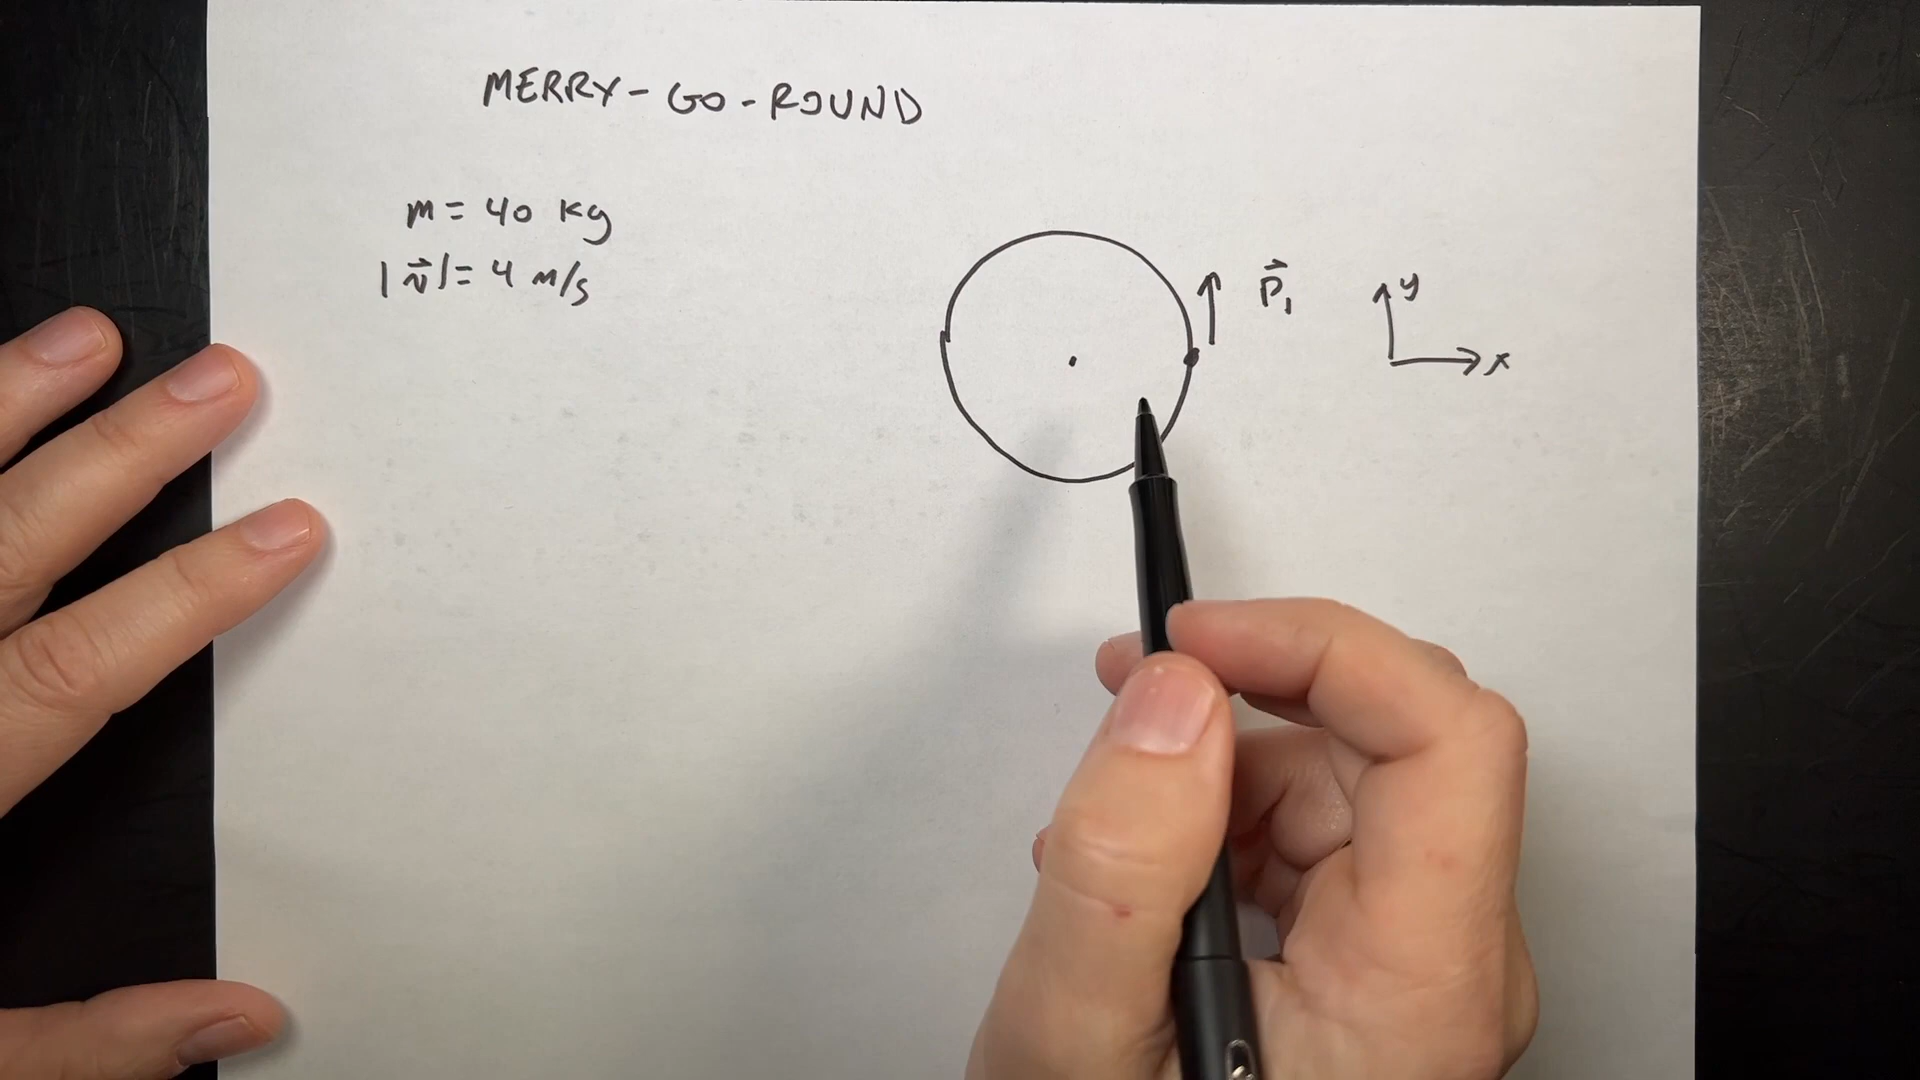 MERRY-GO-ROUND
m = 40 kg
|v⃗| = 4 m/s
p⃗₁
y
x